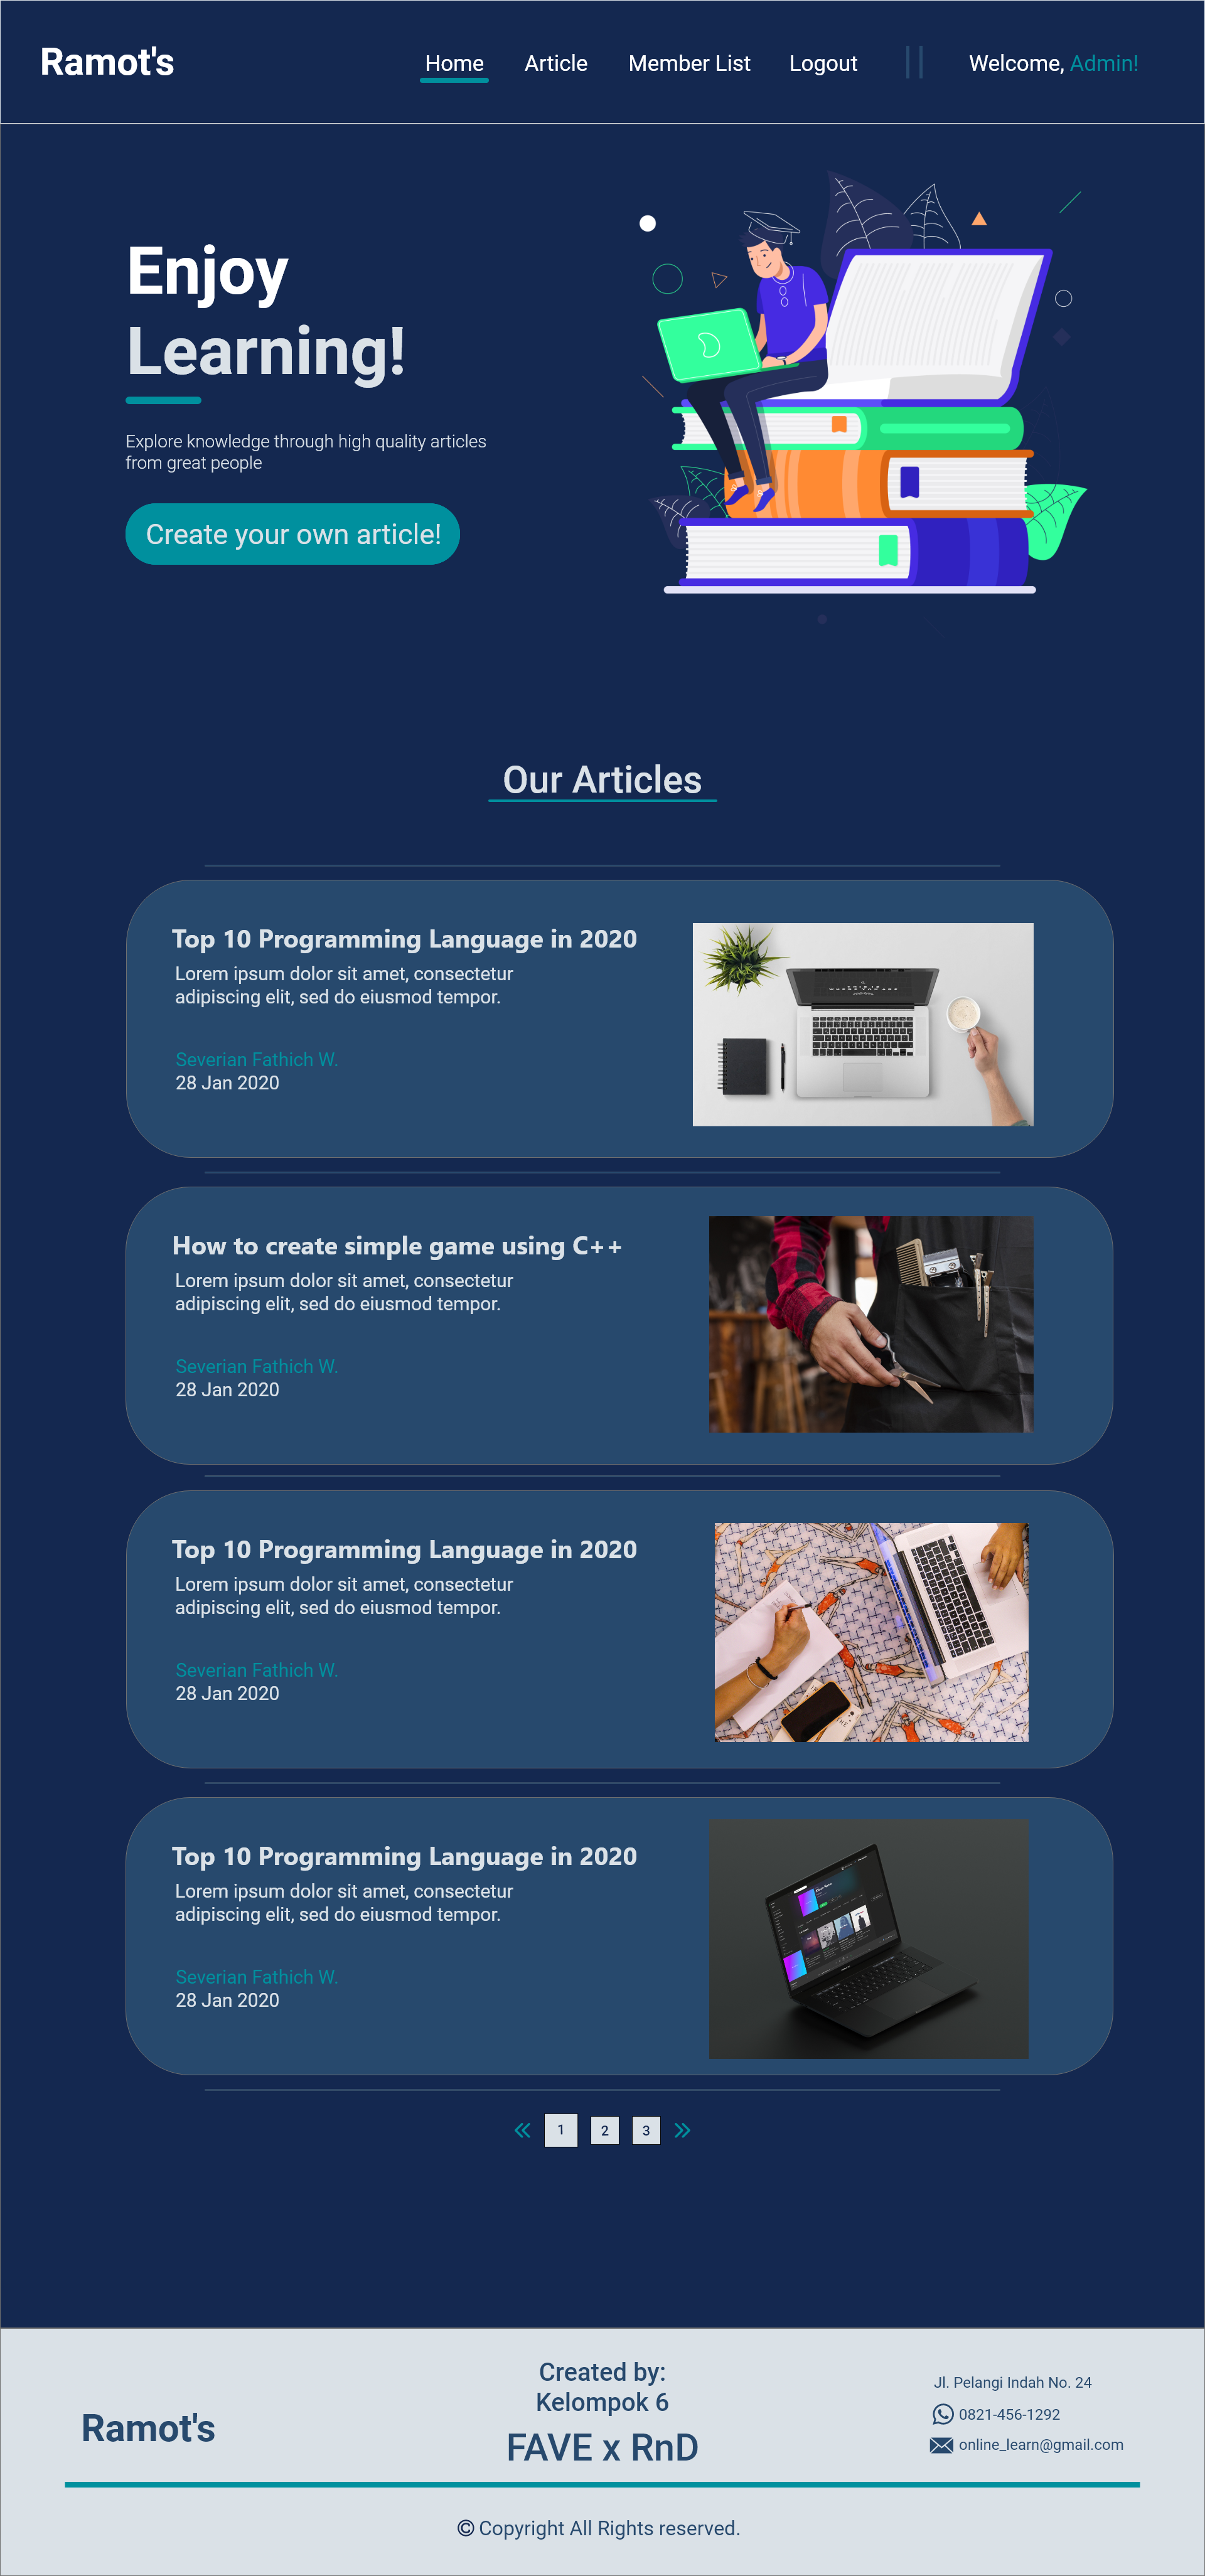 Ramot's
Home Article Member List Logout Welcome, Admin!
Enjoy
Learning!
Explore knowledge through high quality articles
from great people
Create your own article!
Our Articles
Top 10 Programming Language in 2020
Lorem ipsum dolor sit amet, consectetur
adipiscing elit, sed do eiusmod tempor.
Severian Fathich W.
28 Jan 2020
How to create simple game using C++
Lorem ipsum dolor sit amet, consectetur
adipiscing elit, sed do eiusmod tempor.
Severian Fathich W.
28 Jan 2020
Top 10 Programming Language in 2020
Lorem ipsum dolor sit amet, consectetur
adipiscing elit, sed do eiusmod tempor.
Severian Fathich W.
28 Jan 2020
Top 10 Programming Language in 2020
Lorem ipsum dolor sit amet, consectetur
adipiscing elit, sed do eiusmod tempor.
Severian Fathich W.
28 Jan 2020
« 1 2 3 »
Ramot's
Created by:
Kelompok 6
FAVE x RnD
Jl. Pelangi Indah No. 24
0821-456-1292
online_learn@gmail.com
© Copyright All Rights reserved.